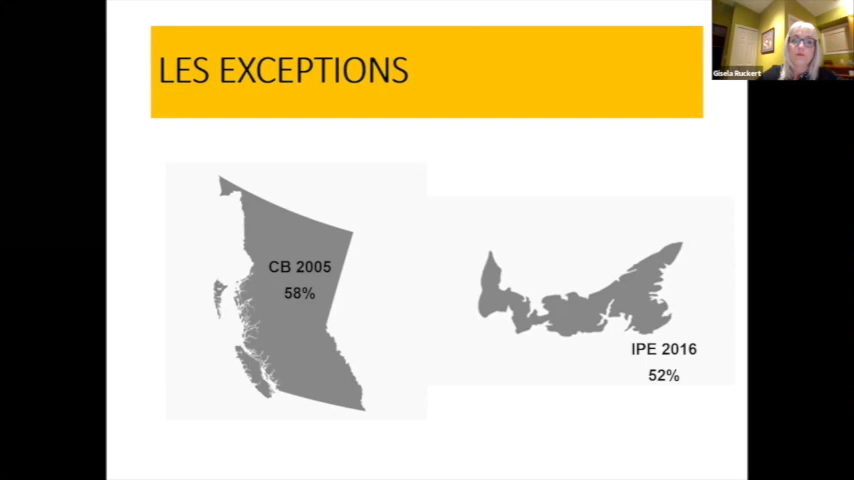 LES EXCEPTIONS
Gisela Ruckert
CB 2005
58%
IPE 2016
52%